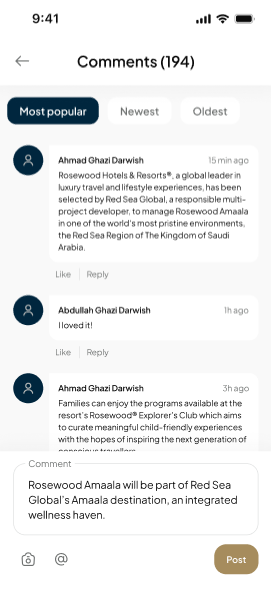 9:41
Comments (194)
Most popular
Newest
Oldest
Ahmad Ghazi Darwish
15 min ago
Rosewood Hotels & Resorts®, a global leader in
luxury travel and lifestyle experiences, has been
selected by Red Sea Global, a responsible multi-
project developer, to manage Rosewood Amaala
in one of the world's most pristine environments,
the Red Sea Region of The Kingdom of Saudi
Arabia.
Like
Reply
Abdullah Ghazi Darwish
1h ago
I loved it!
Like
Reply
Ahmad Ghazi Darwish
3h ago
Families can enjoy the programs available at the
resort's Rosewood® Explorer's Club which aims
to curate meaningful child-friendly experiences
with the hopes of inspiring the next generation of
conscious travellers.
Comment
Rosewood Amaala will be part of Red Sea
Global's Amaala destination, an integrated
wellness haven.
@
Post